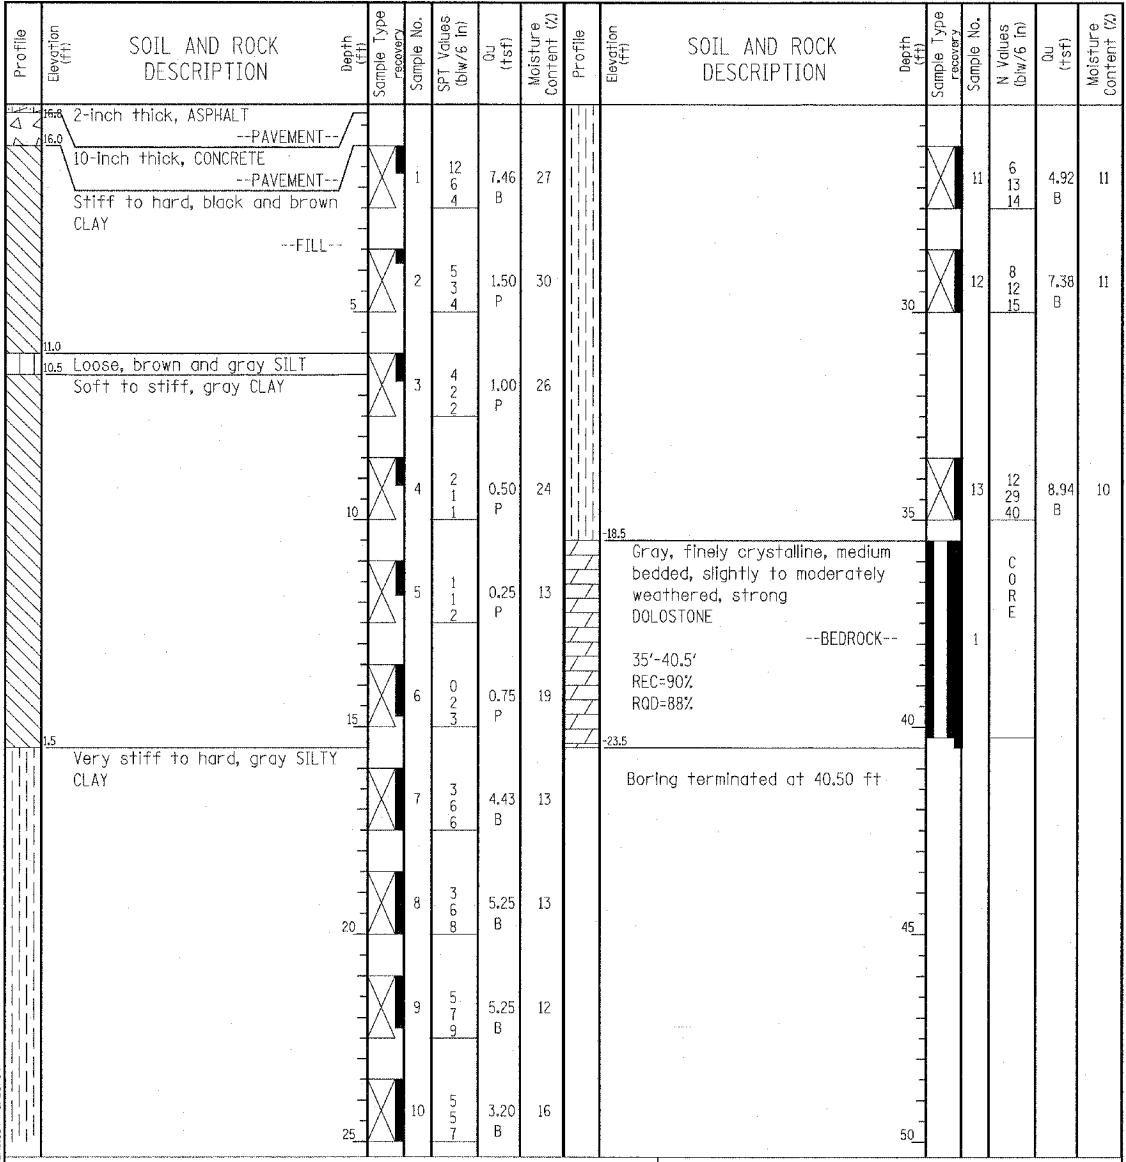 Profile
Elevation
(ft)
SOIL AND ROCK
DESCRIPTION
Depth
(ft)
Sample Type
recovery
Sample No.
SPT Values
(blw/6 in)
Qu
(tsf)
Moisture
Content (%)
16.8 2-inch thick, ASPHALT
--PAVEMENT--
16.0
10-inch thick, CONCRETE
--PAVEMENT--
Stiff to hard, black and brown
CLAY
--FILL--
1 12 6 4 7.46 B 27
2 5 3 4 1.50 P 30
5
11.0
Loose, brown and gray SILT
10.5
Soft to stiff, gray CLAY
3 4 2 2 1.00 P 26
4 2 1 1 0.50 P 24
10
5 1 1 2 0.25 P 13
6 0 2 3 0.75 P 19
15
1.5
Very stiff to hard, gray SILTY
CLAY
7 3 6 6 4.43 B 13
8 3 6 8 5.25 B 13
20
9 5 7 9 5.25 B 12
10 5 5 7 3.20 B 16
25
Profile
Elevation
(ft)
SOIL AND ROCK
DESCRIPTION
Depth
(ft)
Sample Type
recovery
Sample No.
N Values
(blw/6 in)
Qu
(tsf)
Moisture
Content (%)
11 6 13 14 4.92 B 11
12 8 12 15 7.38 B 11
30
13 12 29 40 8.94 B 10
35
-18.5
Gray, finely crystalline, medium
bedded, slightly to moderately
weathered, strong
DOLOSTONE
--BEDROCK--
35'-40.5'
REC=90%
RQD=88%
1 CORE
40
-23.5
Boring terminated at 40.50 ft
45
50